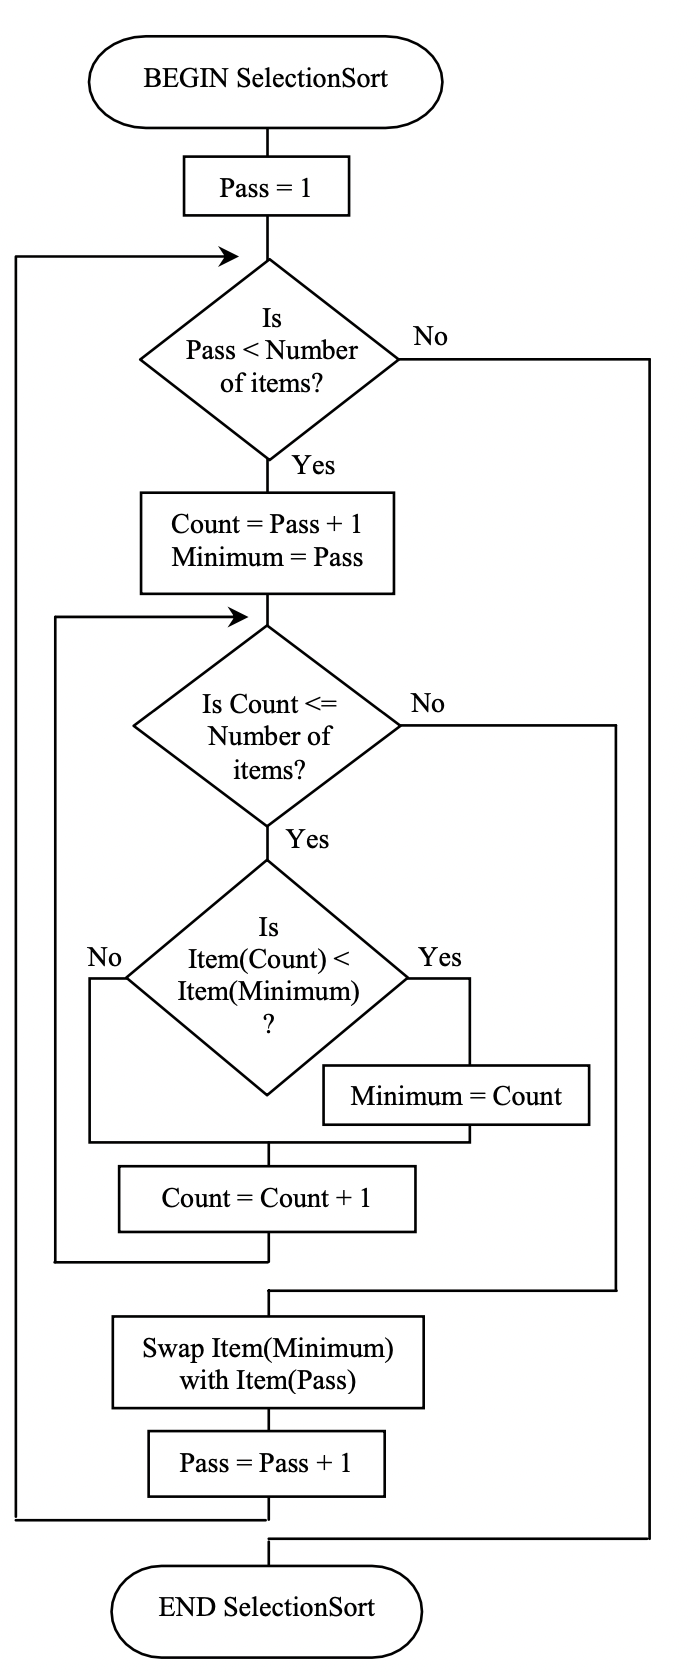 BEGIN SelectionSort
Pass = 1
Is
Pass < Number
of items?
No
Yes
Count = Pass + 1
Minimum = Pass
Is Count <=
Number of
items?
No
Yes
Is
Item(Count) <
Item(Minimum)
?
No
Yes
Minimum = Count
Count = Count + 1
Swap Item(Minimum)
with Item(Pass)
Pass = Pass + 1
END SelectionSort